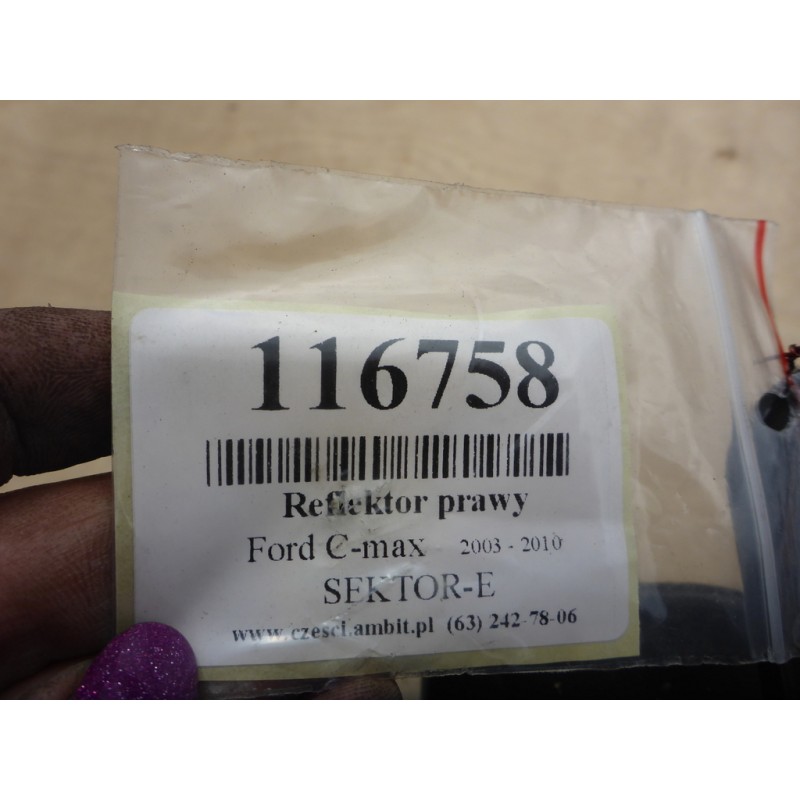 116758
Reflektor prawy
Ford C-max 2003 - 2010
SEKTOR-E
www.czesci.ambit.pl (63) 242-78-06